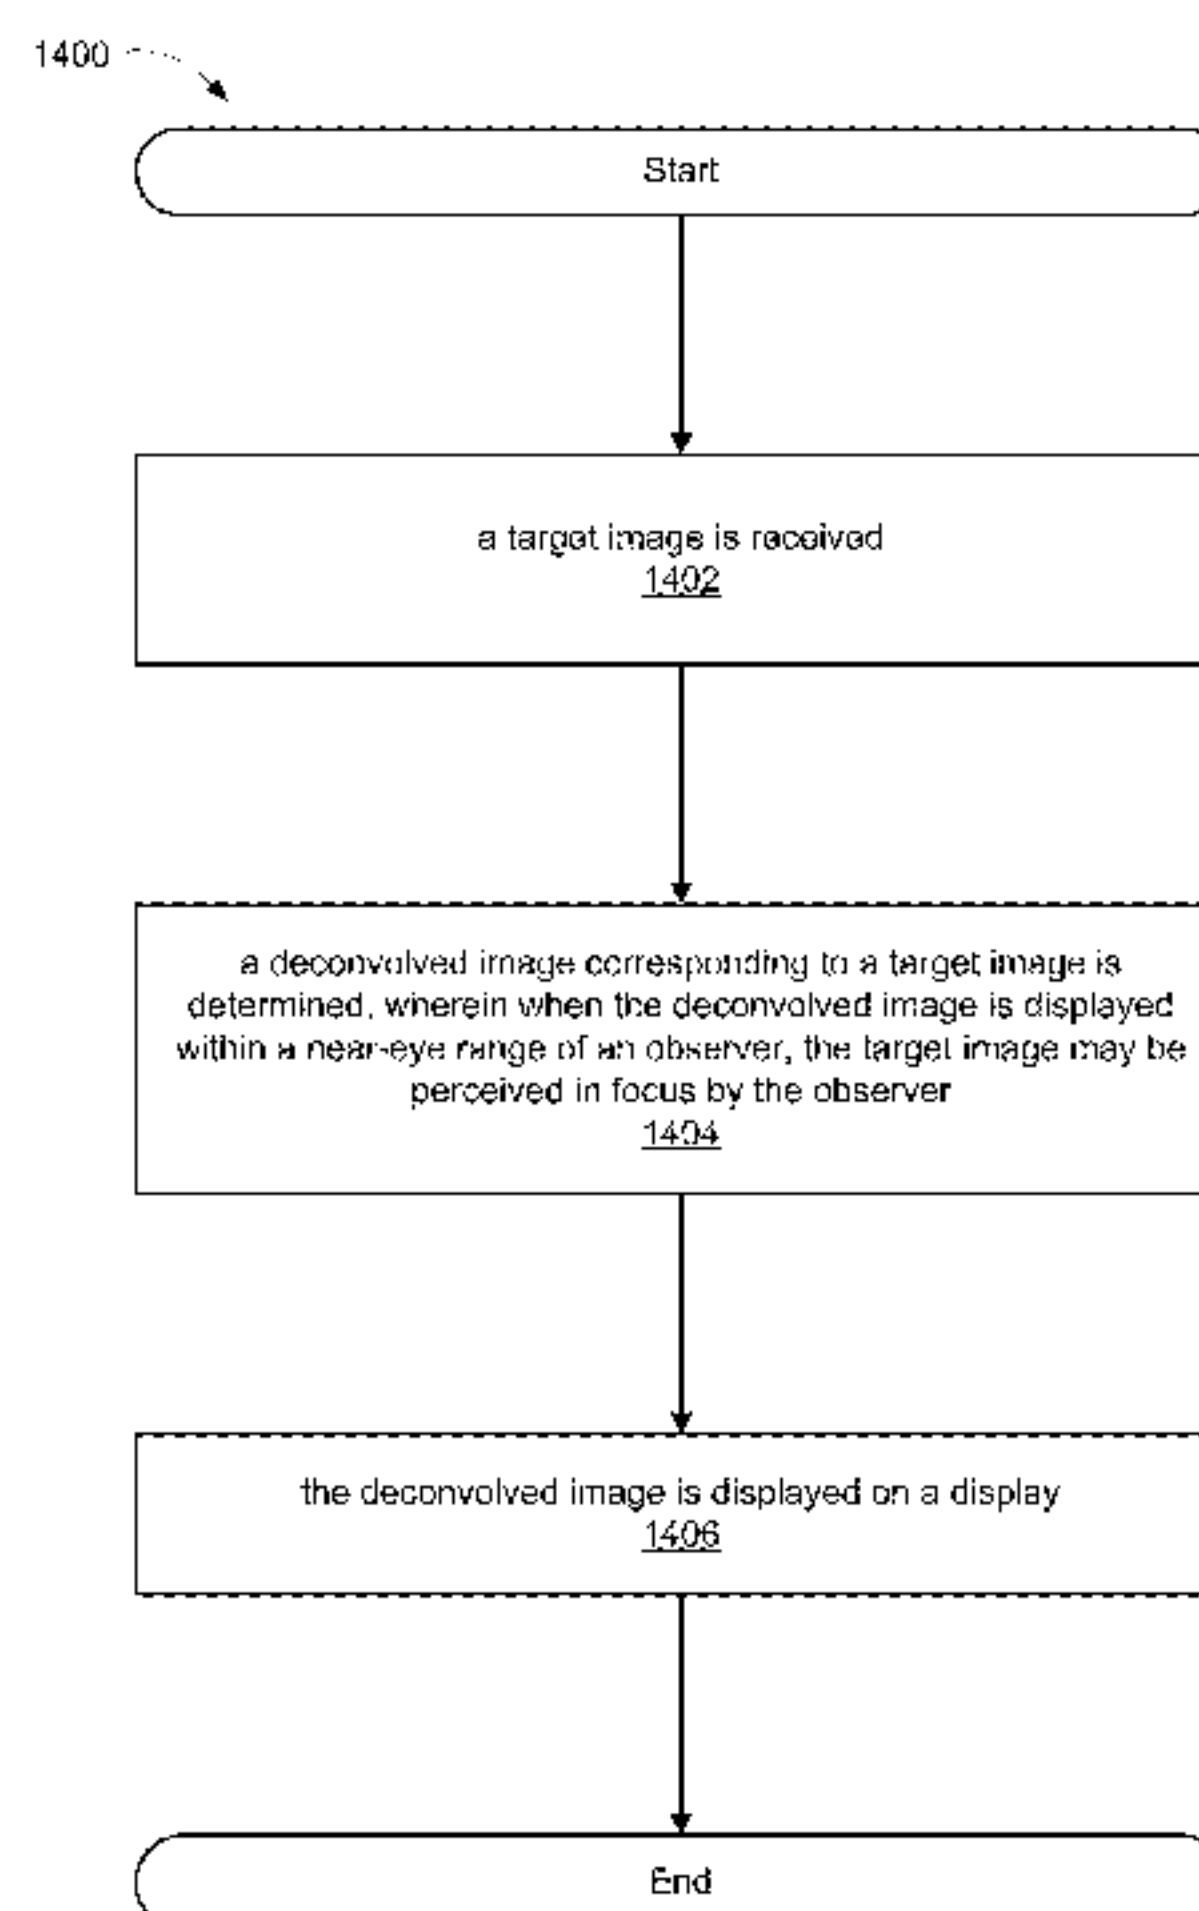 1400
Start
a target image is received
1402
a deconvolved image corresponding to a target image is
determined, wherein when the deconvolved image is displayed
within a near-eye range of an observer, the target image may be
perceived in focus by the observer
1404
the deconvolved image is displayed on a display
1406
End